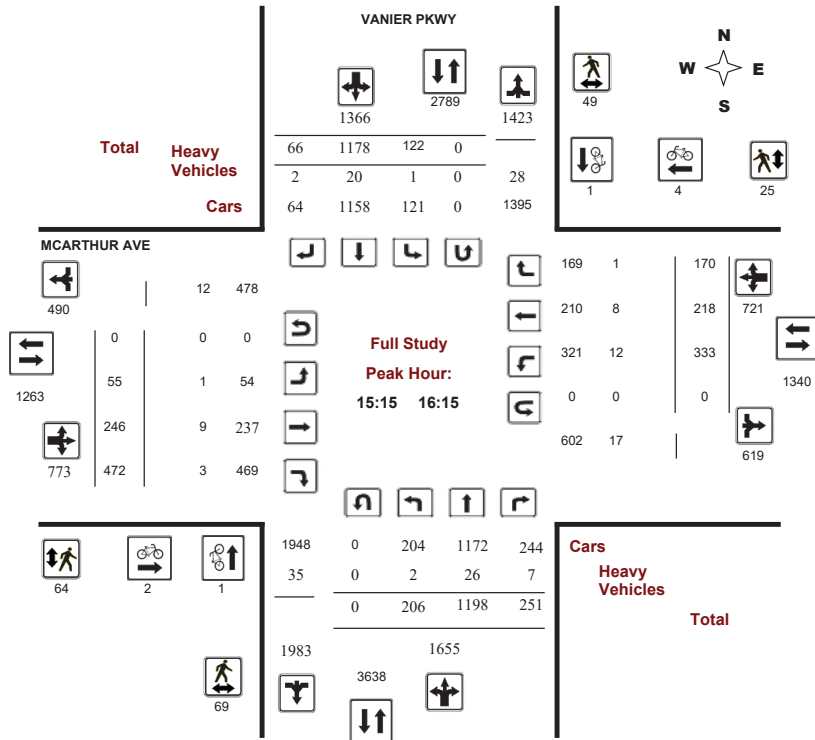 VANIER PKWY
N
W E
S
1366 2789 1423 49
Total
Heavy
Vehicles
Cars
66 1178 122 0
2 20 1 0 28
64 1158 121 0 1395
1 4 25
MCARTHUR AVE
490
12 478
0 0 0
1263
55 1 54
246 9 237
773
472 3 469
Full Study
Peak Hour:
15:15 16:15
169 1 170
210 8 218 721
321 12 333
1340
0 0 0
602 17
619
1948 0 204 1172 244
35 0 2 26 7
0 206 1198 251
Cars
Heavy
Vehicles
Total
64 2 1
1983 1655
3638
69